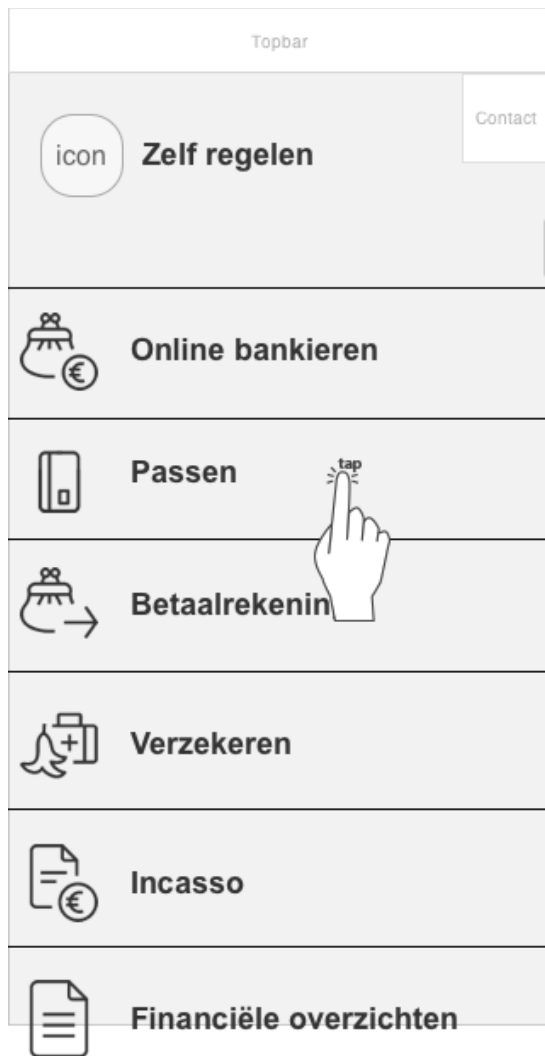 Topbar
Contact
icon
Zelf regelen
€
Online bankieren
Passen
tap
Betaalrekenin
Verzekeren
€
Incasso
Financiële overzichten